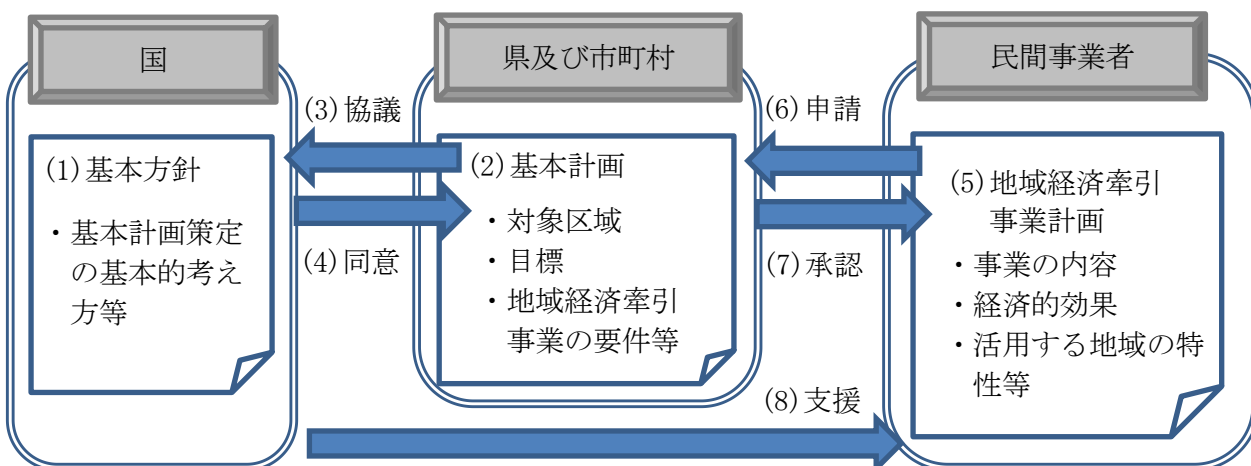 国
(1)基本方針
・基本計画策定
の基本的考え
方等
(3)協議
(4)同意
県及び市町村
(2)基本計画
・対象区域
・目標
・地域経済牽引
事業の要件等
(6)申請
(7)承認
(8)支援
民間事業者
(5)地域経済牽引
事業計画
・事業の内容
・経済的効果
・活用する地域の特
性等